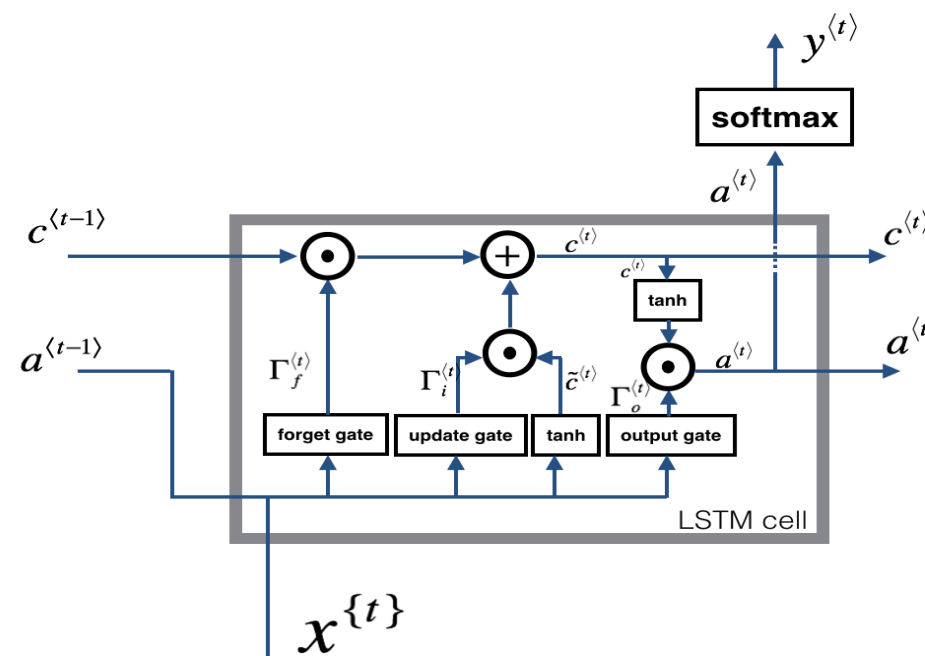 y⟨t⟩
softmax
a⟨t⟩
c⟨t−1⟩
c⟨t⟩
c⟨t⟩
c⟨t⟩
tanh
a⟨t−1⟩
Γf⟨t⟩
Γi⟨t⟩
c̃⟨t⟩
Γo⟨t⟩
a⟨t⟩
a⟨t
forget gate
update gate
tanh
output gate
LSTM cell
x{t}